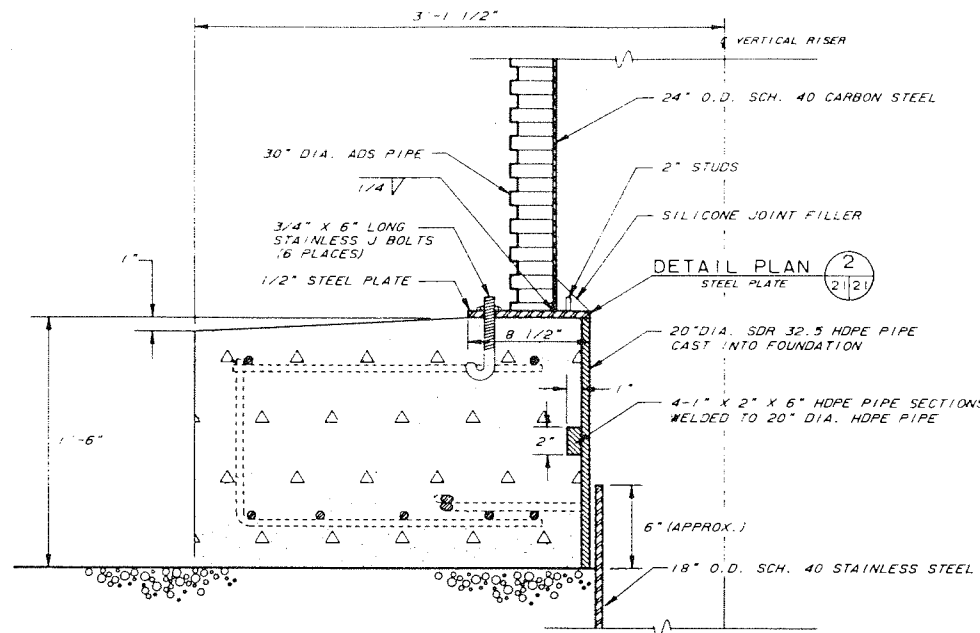 3'-1 1/2"
VERTICAL RISER
24" O.D. SCH. 40 CARBON STEEL
30" DIA. ADS PIPE
1/4
2" STUDS
3/4" X 6" LONG
STAINLESS J BOLTS
(6 PLACES)
SILICONE JOINT FILLER
1"
1/2" STEEL PLATE
DETAIL PLAN
STEEL PLATE
2
21 21
8 1/2"
20" DIA. SDR 32.5 HDPE PIPE
CAST INTO FOUNDATION
1"
4-1" X 2" X 6" HDPE PIPE SECTIONS
WELDED TO 20" DIA. HDPE PIPE
2"
6" (APPROX.)
18" O.D. SCH. 40 STAINLESS STEEL